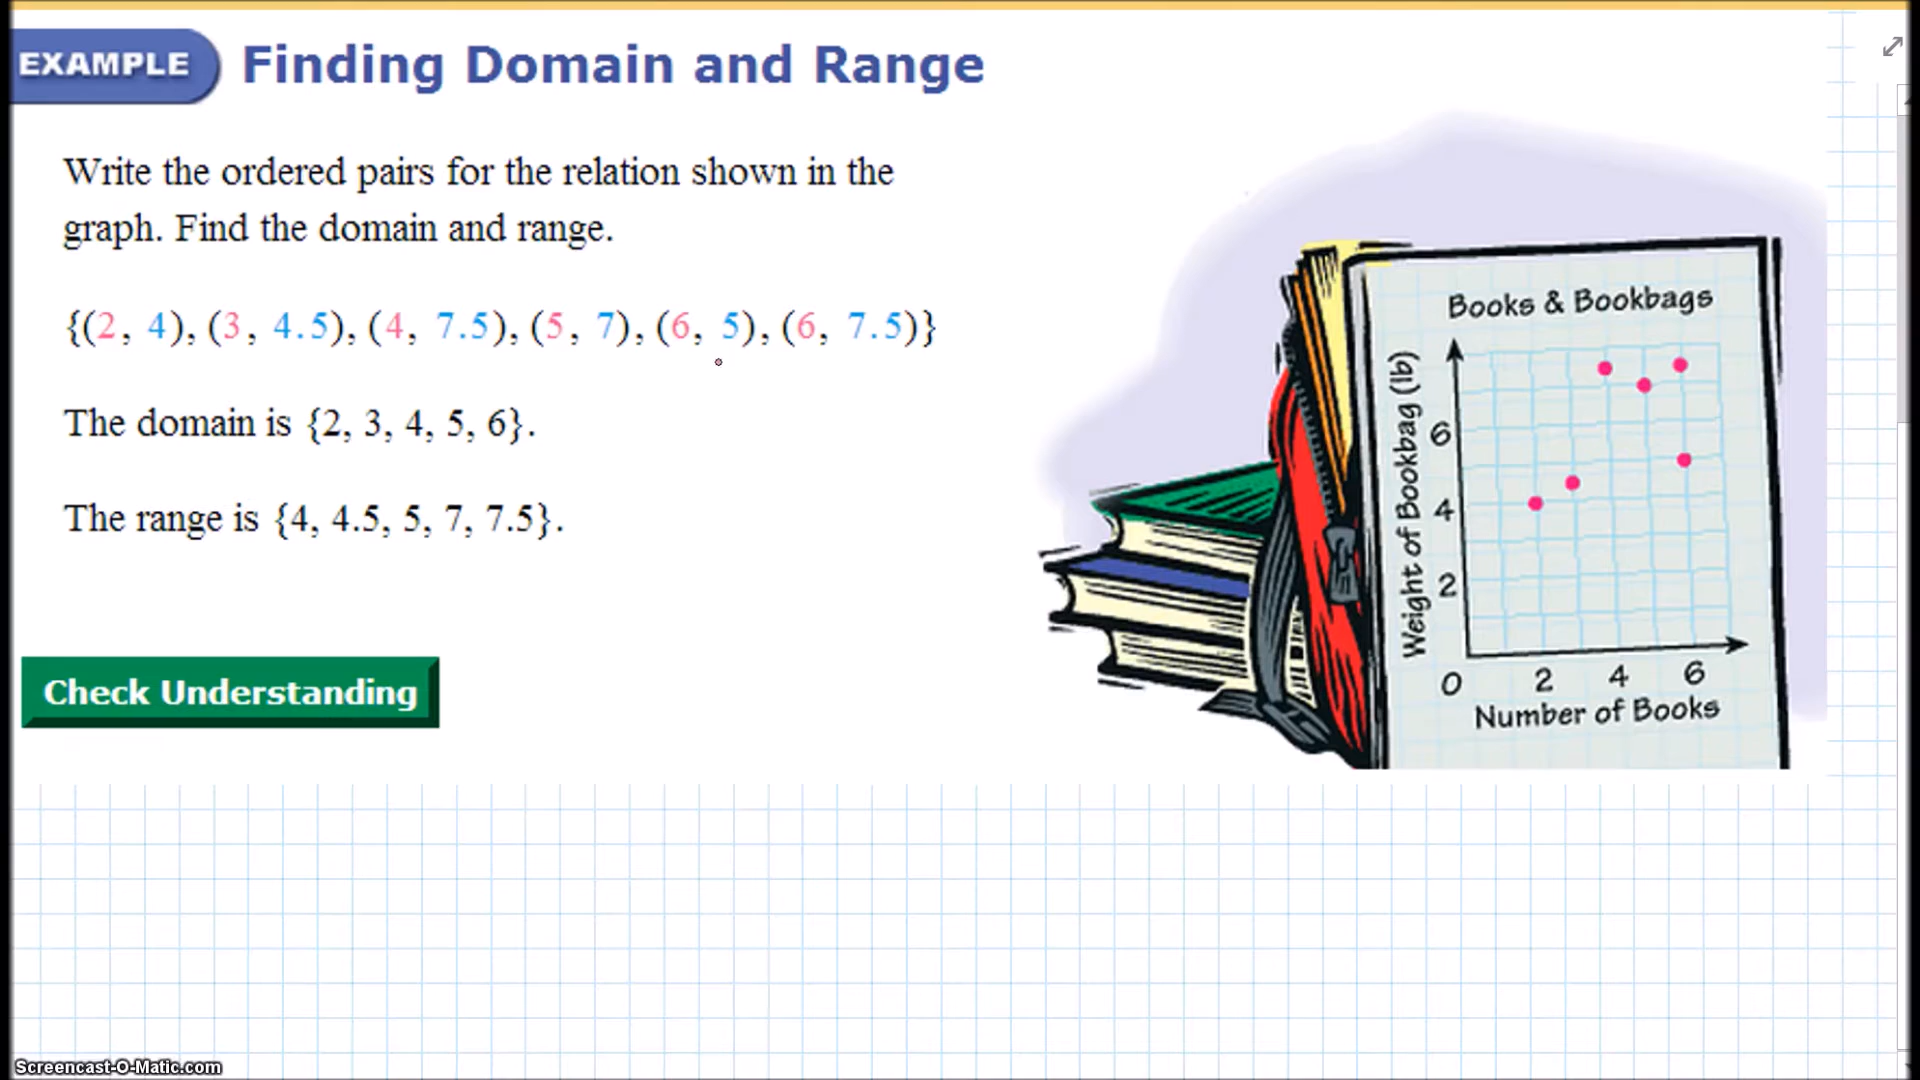 EXAMPLE Finding Domain and Range
Write the ordered pairs for the relation shown in the
graph. Find the domain and range.
{(2, 4), (3, 4.5), (4, 7.5), (5, 7), (6, 5), (6, 7.5)}
The domain is {2, 3, 4, 5, 6}.
The range is {4, 4.5, 5, 7, 7.5}.
Check Understanding
Books & Bookbags
Weight of Bookbag (lb)
6
4
2
0 2 4 6
Number of Books
Screencast-O-Matic.com